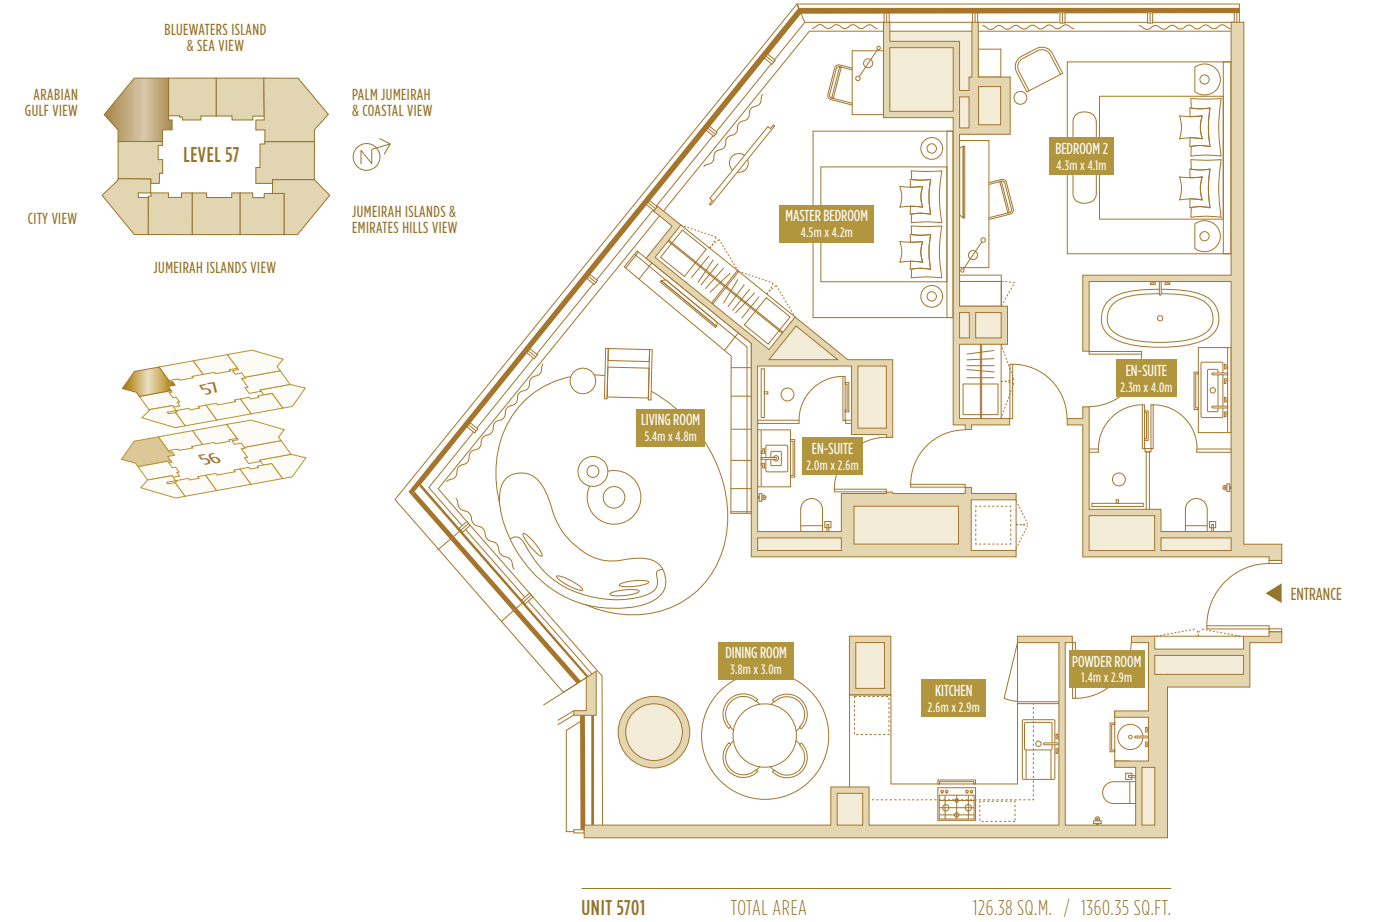 BLUEWATERS ISLAND
& SEA VIEW
ARABIAN
GULF VIEW
PALM JUMEIRAH
& COASTAL VIEW
LEVEL 57
N
CITY VIEW
JUMEIRAH ISLANDS &
EMIRATES HILLS VIEW
JUMEIRAH ISLANDS VIEW
57
56
BEDROOM 2
4.3m x 4.1m
MASTER BEDROOM
4.5m x 4.2m
EN-SUITE
2.3m x 4.0m
LIVING ROOM
5.4m x 4.8m
EN-SUITE
2.0m x 2.6m
ENTRANCE
DINING ROOM
3.8m x 3.0m
POWDER ROOM
1.4m x 2.9m
KITCHEN
2.6m x 2.9m
UNIT 5701 TOTAL AREA 126.38 SQ.M. / 1360.35 SQ.FT.